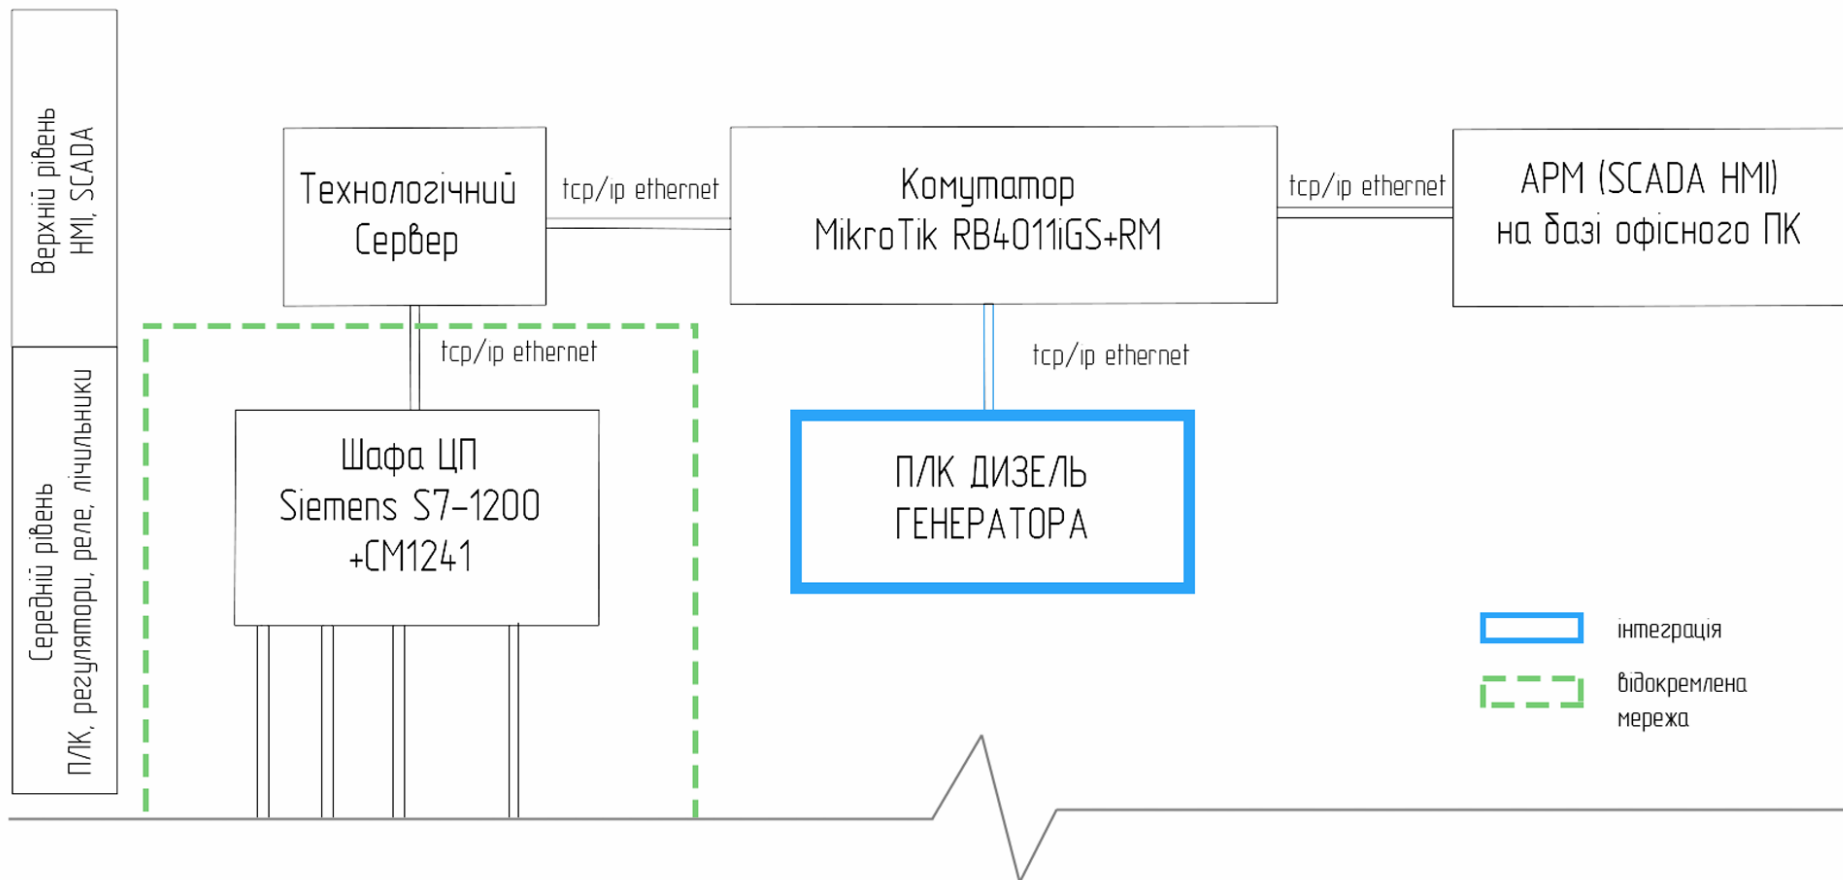 Верхній рівень
HMI, SCADA
Середній рівень
ПЛК, регулятори, реле, лічильники
Технологічний
Сервер
tcp/ip ethernet
Комутатор
MikroTik RB4011iGS+RM
tcp/ip ethernet
АРМ (SCADA HMI)
на базі офісного ПК
tcp/ip ethernet
tcp/ip ethernet
Шафа ЦП
Siemens S7-1200
+CM1241
ПЛК ДИЗЕЛЬ
ГЕНЕРАТОРА
інтеграція
відокремлена
мережа